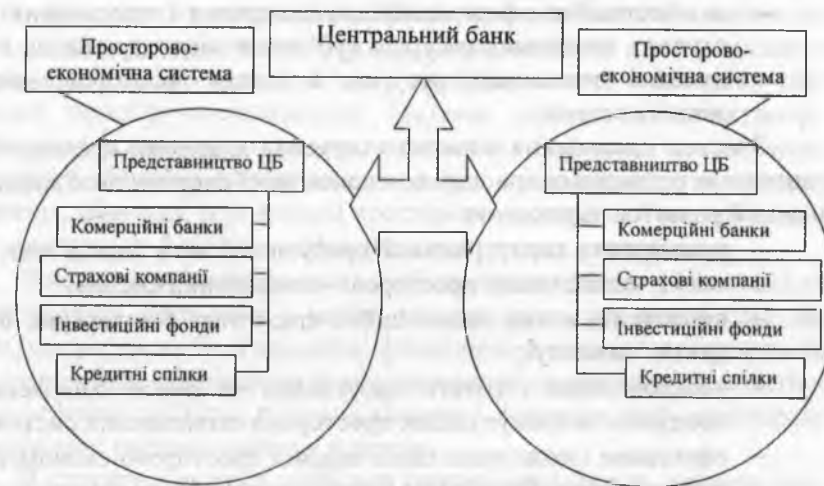 Центральний банк
Просторово-
економічна система
Просторово-
економічна система
Представництво ЦБ
Комерційні банки
Страхові компанії
Інвестиційні фонди
Кредитні спілки
Представництво ЦБ
Комерційні банки
Страхові компанії
Інвестиційні фонди
Кредитні спілки